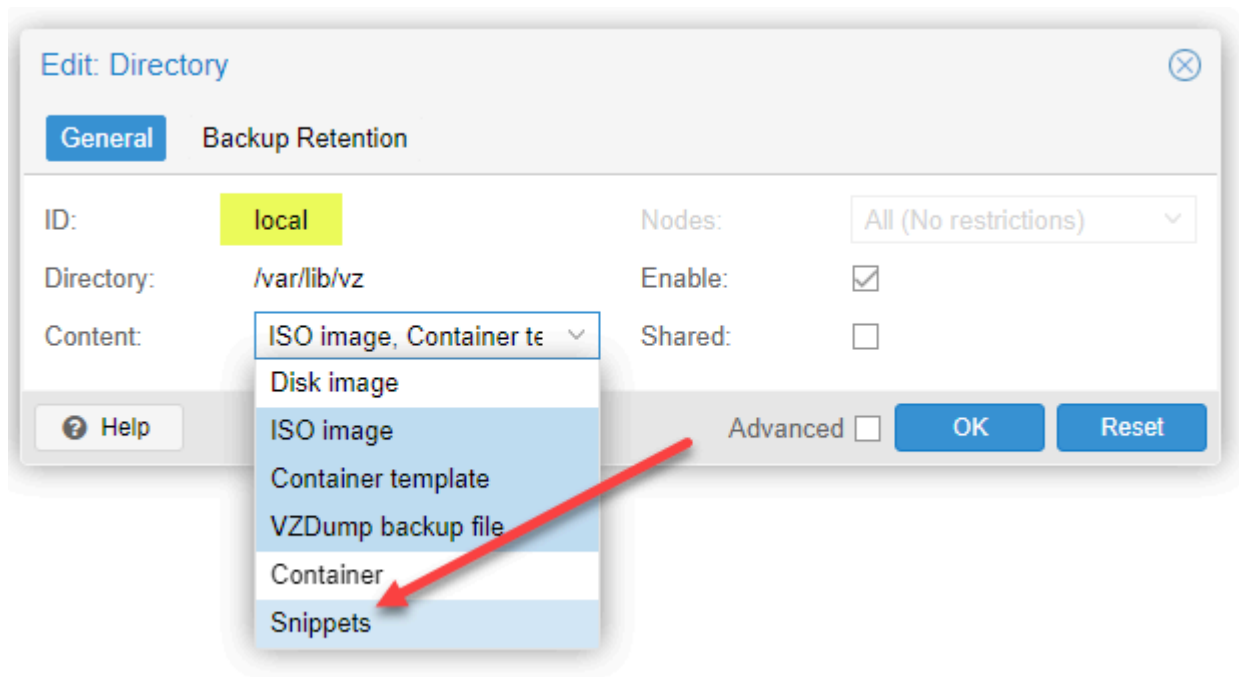 Edit: Directory
General Backup Retention
ID: local Nodes: All (No restrictions)
Directory: /var/lib/vz Enable:
Content: ISO image, Container te Shared:
Disk image
Help ISO image Advanced OK Reset
Container template
VZDump backup file
Container
Snippets